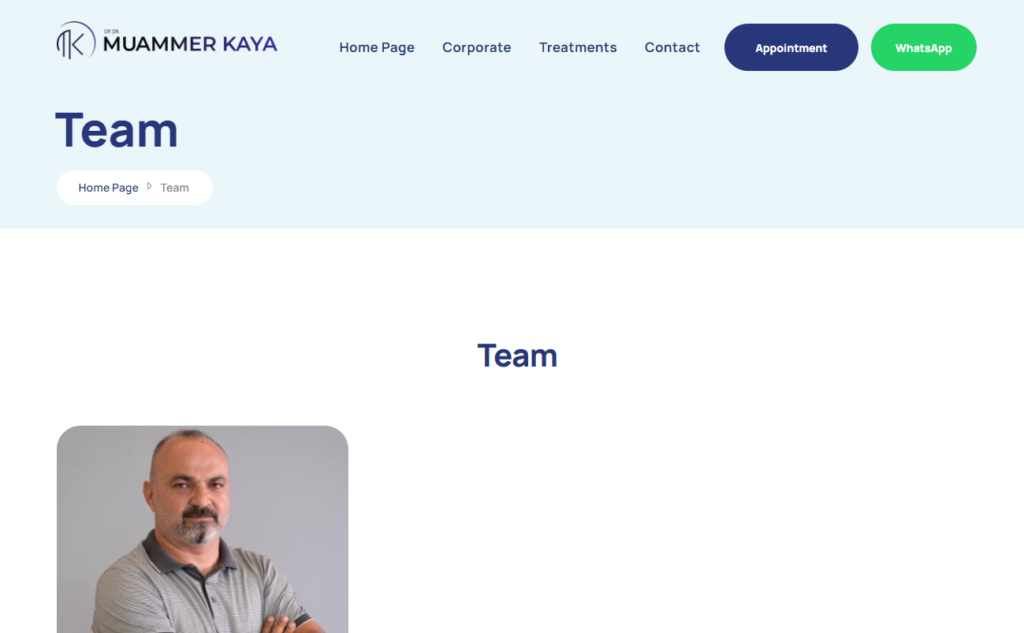 OP. DR.
MUAMMER KAYA
Home Page
Corporate
Treatments
Contact
Appointment
WhatsApp
Team
Home Page
Team
Team